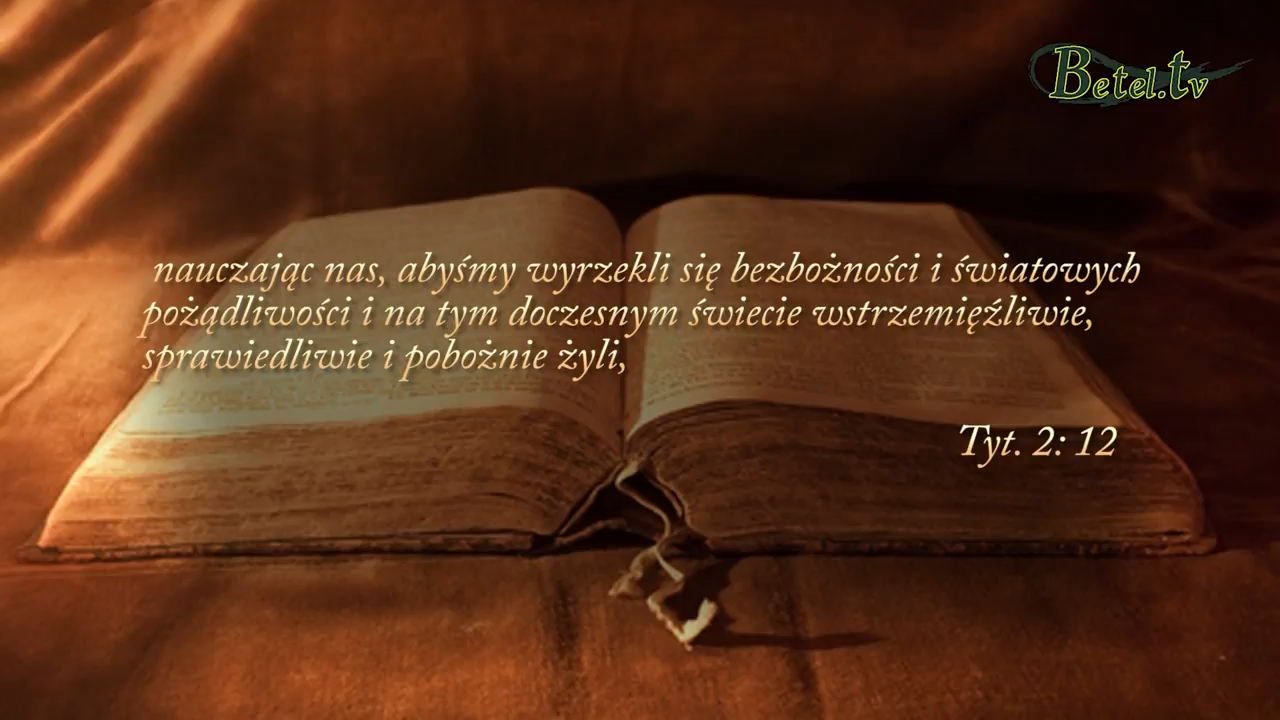 Betel.tv
nauczając nas, abyśmy wyrzekli się bezbożności i światowych
pożądliwości i na tym doczesnym świecie wstrzemięźliwie,
sprawiedliwie i pobożnie żyli,
Tyt. 2: 12